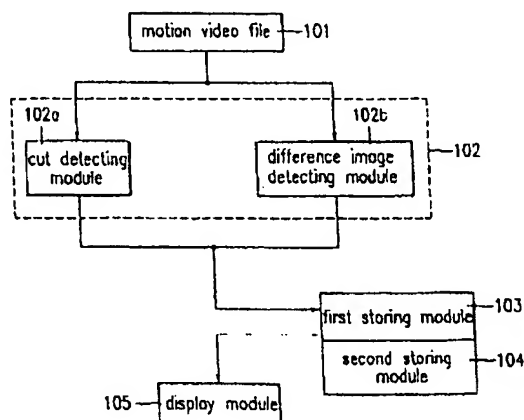 motion video file
101
102a
102b
cut detecting
module
difference image
detecting module
102
first storing module
103
second storing
module
104
105
display module